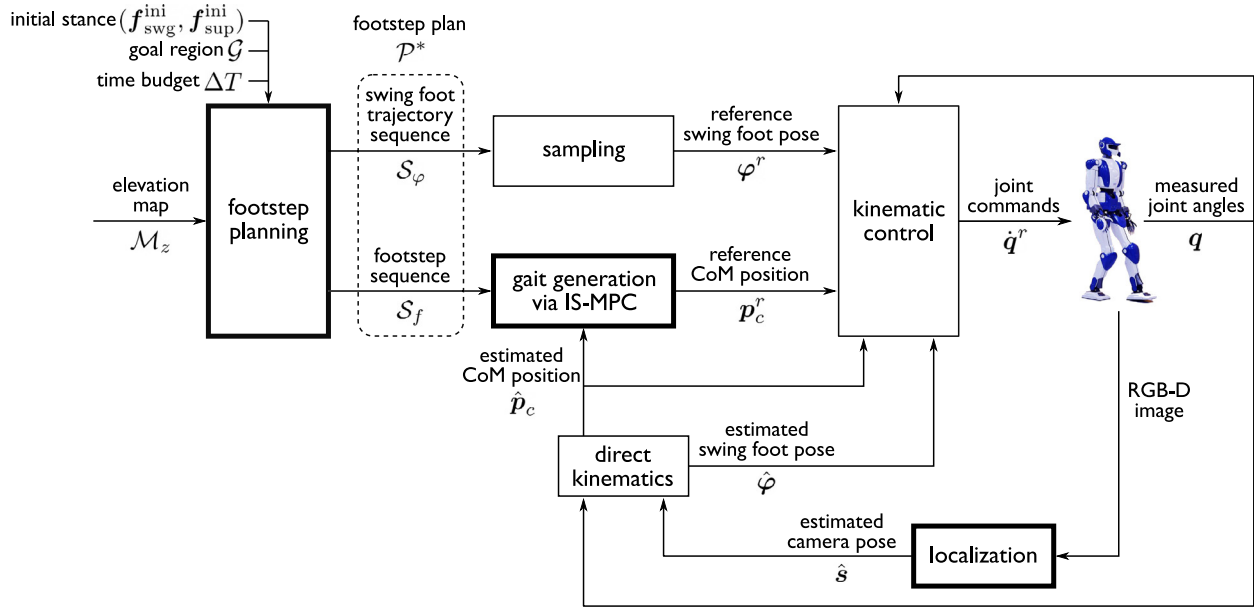 initial stance (𝒇ˢʷᵍ^ini, 𝒇ₛᵤₚ^ini)
goal region 𝒢
time budget ΔT
footstep plan
𝒫*
swing foot
trajectory
sequence
𝒮_φ
sampling
reference
swing foot pose
𝝋^r
elevation
map
ℳ_z
footstep
planning
footstep
sequence
𝒮_f
gait generation
via IS-MPC
reference
CoM position
𝒑_c^r
kinematic
control
joint
commands
q̇^r
measured
joint angles
q
estimated
CoM position
p̂_c
RGB-D
image
direct
kinematics
estimated
swing foot pose
φ̂
estimated
camera pose
ŝ
localization